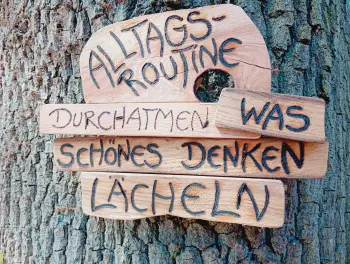 ALLTAGS-
ROUTINE
DURCHATMEN WAS
SCHÖNES DENKEN
LÄCHELN